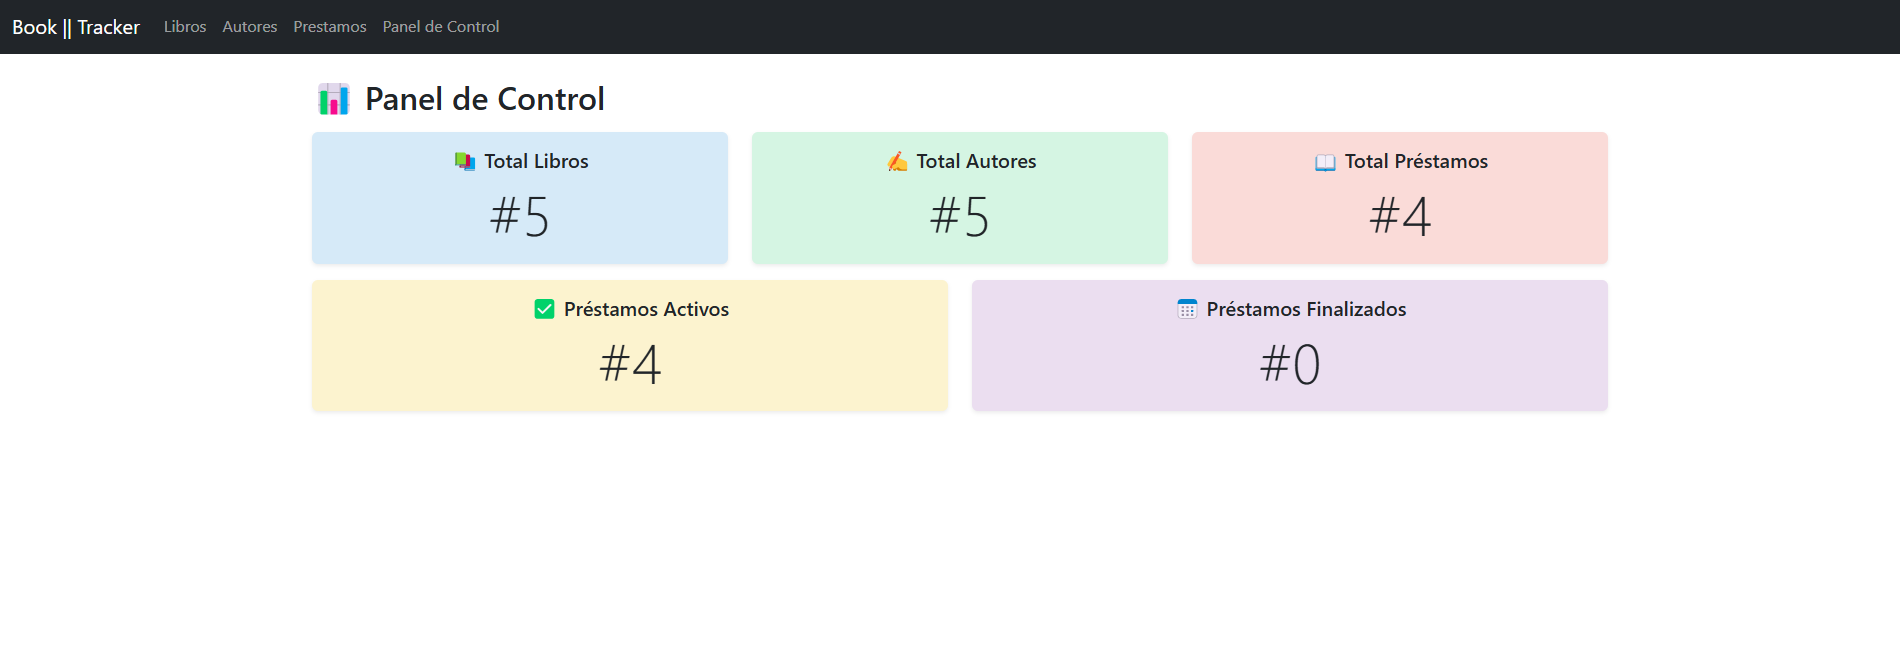 Book || Tracker Libros Autores Prestamos Panel de Control
Panel de Control
Total Libros
#5
Total Autores
#5
Total Préstamos
#4
Préstamos Activos
#4
Préstamos Finalizados
#0